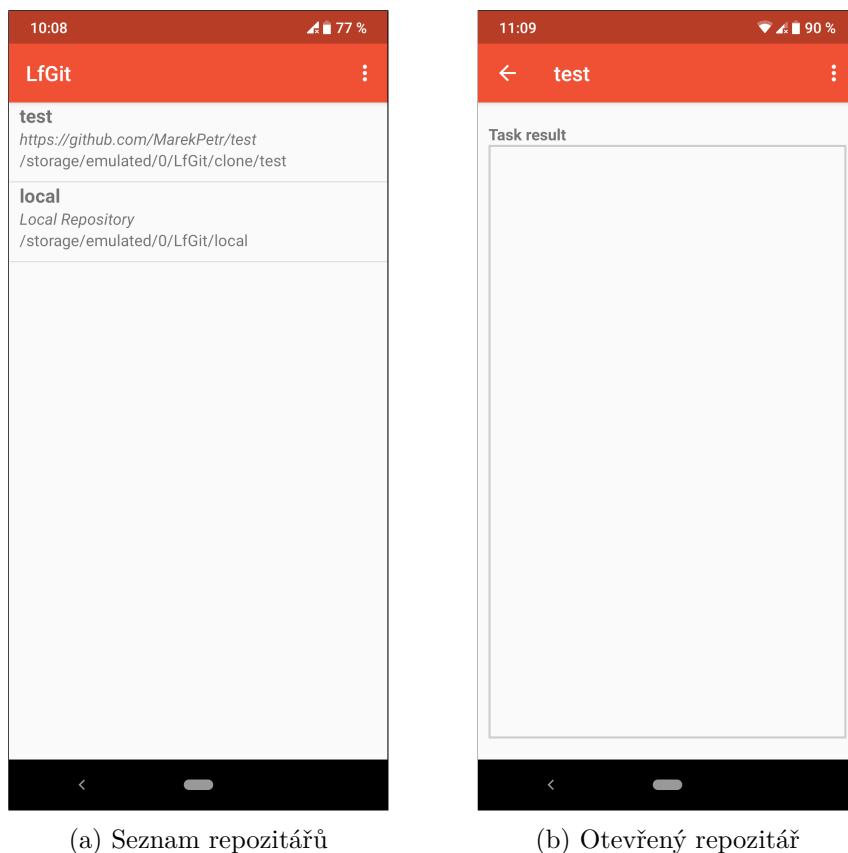 10:08
77 %
LfGit
test
https://github.com/MarekPetr/test
/storage/emulated/0/LfGit/clone/test
local
Local Repository
/storage/emulated/0/LfGit/local
(a) Seznam repozitářů
11:09
90 %
test
Task result
(b) Otevřený repozitář